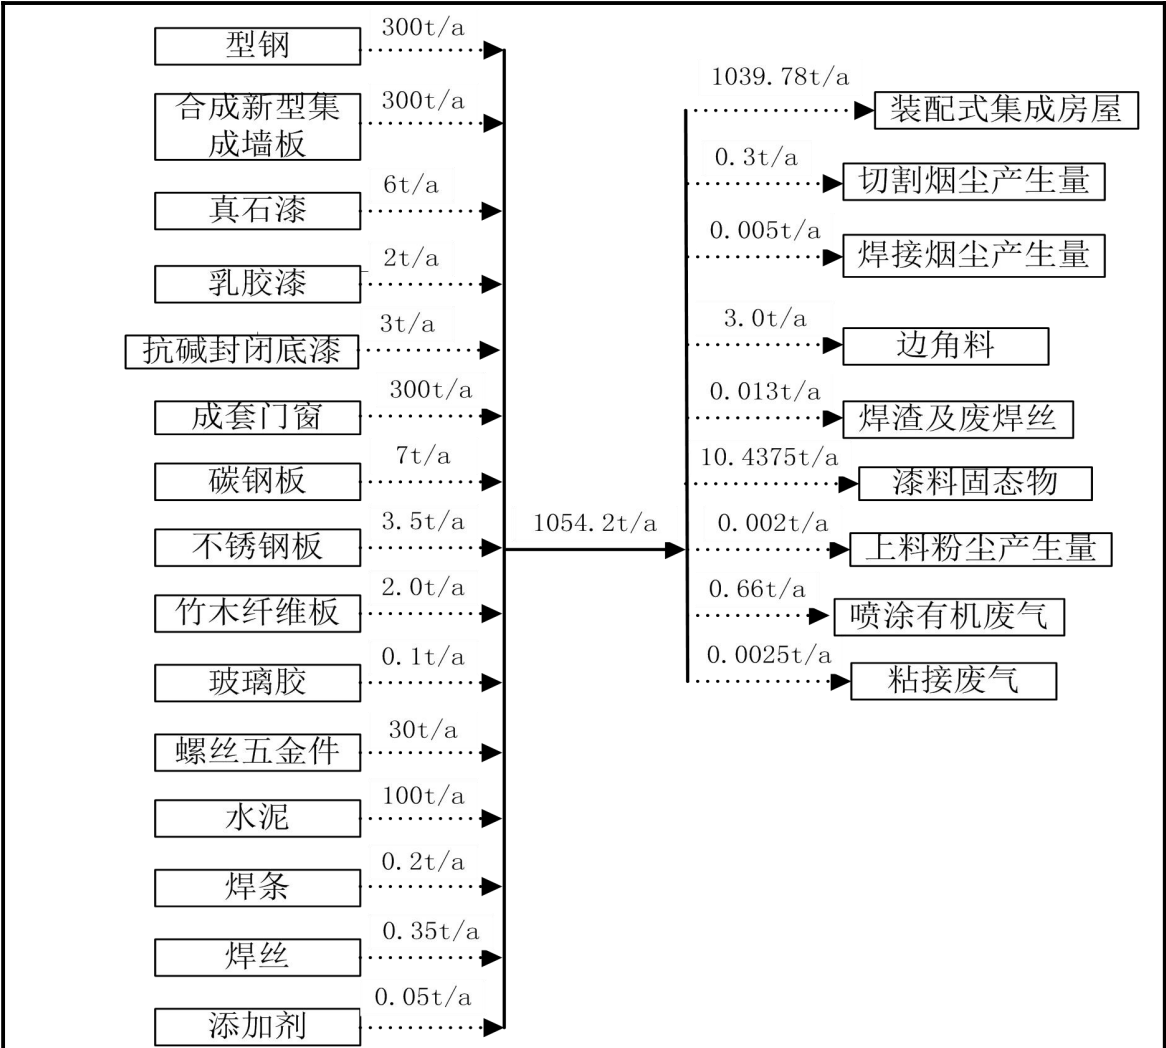 300t/a
型钢
300t/a
合成新型集
成墙板
6t/a
真石漆
2t/a
乳胶漆
3t/a
抗碱封闭底漆
300t/a
成套门窗
7t/a
碳钢板
3.5t/a
不锈钢板
2.0t/a
竹木纤维板
0.1t/a
玻璃胶
30t/a
螺丝五金件
100t/a
水泥
0.2t/a
焊条
0.35t/a
焊丝
0.05t/a
添加剂
1054.2t/a
1039.78t/a
装配式集成房屋
0.3t/a
切割烟尘产生量
0.005t/a
焊接烟尘产生量
3.0t/a
边角料
0.013t/a
焊渣及废焊丝
10.4375t/a
漆料固态物
0.002t/a
上料粉尘产生量
0.66t/a
喷涂有机废气
0.0025t/a
粘接废气